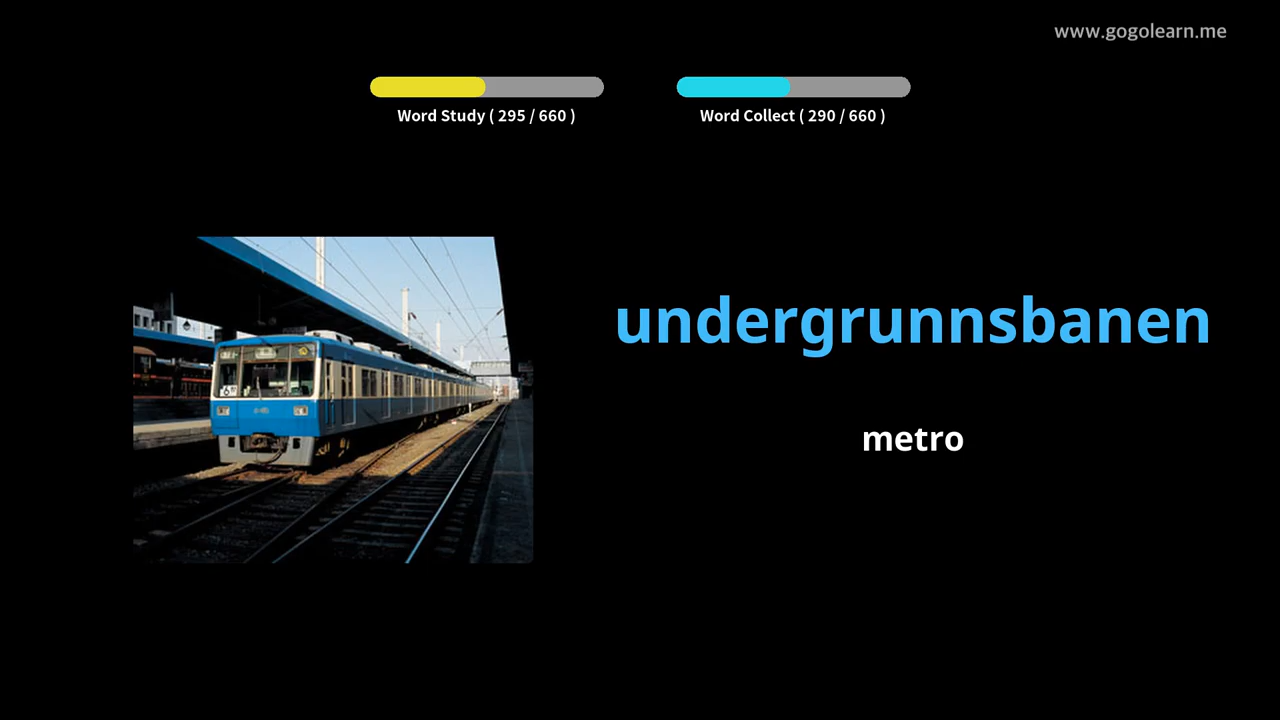 www.gogolearn.me
Word Study ( 295 / 660 )
Word Collect ( 290 / 660 )
undergrunnsbanen
metro